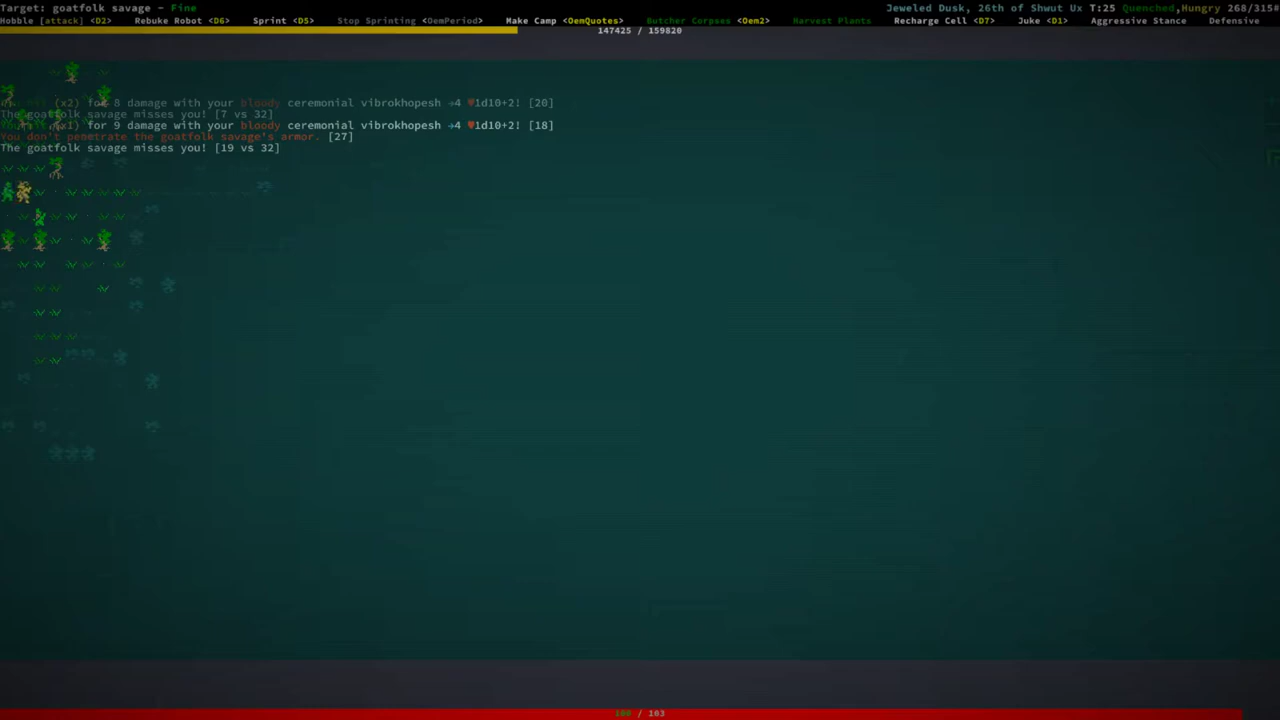 Target: goatfolk savage - Fine
Jeweled Dusk, 26th of Shwut Ux T:25 Quenched,Hungry 268/315#
Hobble [attack] <D2> Rebuke Robot <D6> Sprint <D5> Stop Sprinting <OemPeriod> Make Camp <OemQuotes> Butcher Corpses <Oem2> Harvest Plants Recharge Cell <D7> Juke <D1> Aggressive Stance Defensive
147425 / 159820
(x2) for 8 damage with your bloody ceremonial vibrokhopesh →4 ♥1d10+2! [20]
The goatfolk savage misses you! [7 vs 32]
(x1) for 9 damage with your bloody ceremonial vibrokhopesh →4 ♥1d10+2! [18]
You don't penetrate the goatfolk savage's armor. [27]
The goatfolk savage misses you! [19 vs 32]
100 / 103